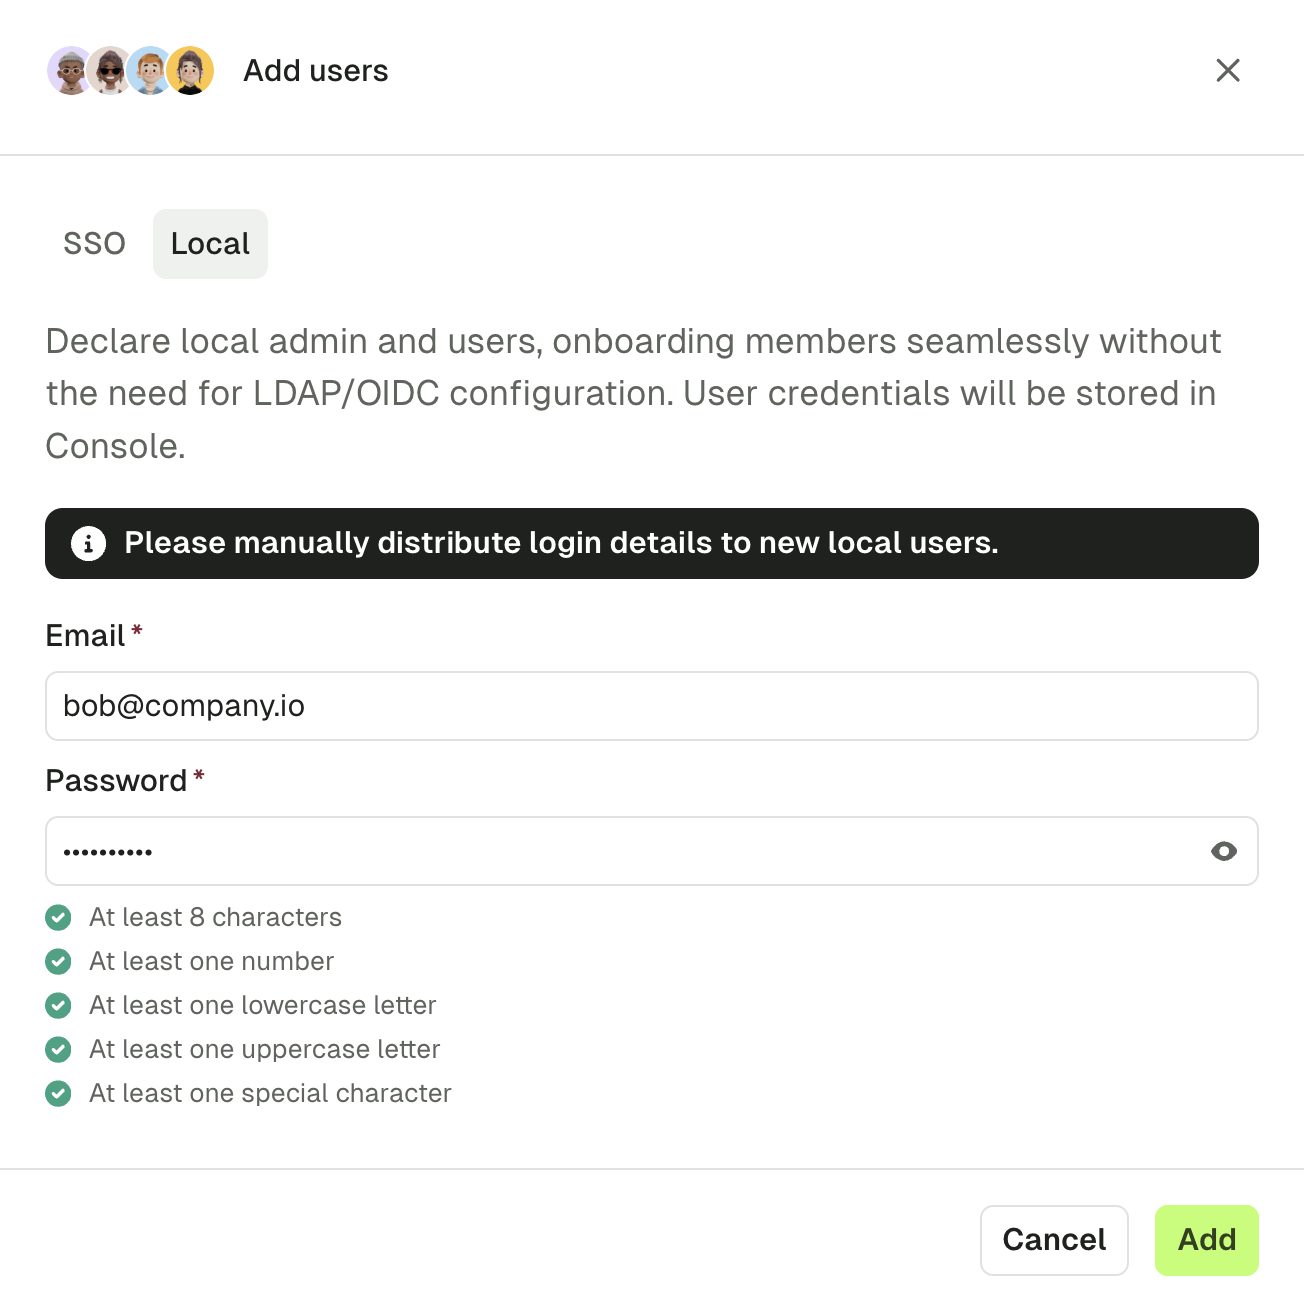 Add users
SSO
Local
Declare local admin and users, onboarding members seamlessly without
the need for LDAP/OIDC configuration. User credentials will be stored in
Console.
Please manually distribute login details to new local users.
Email *
bob@company.io
Password *
••••••••••
At least 8 characters
At least one number
At least one lowercase letter
At least one uppercase letter
At least one special character
Cancel
Add